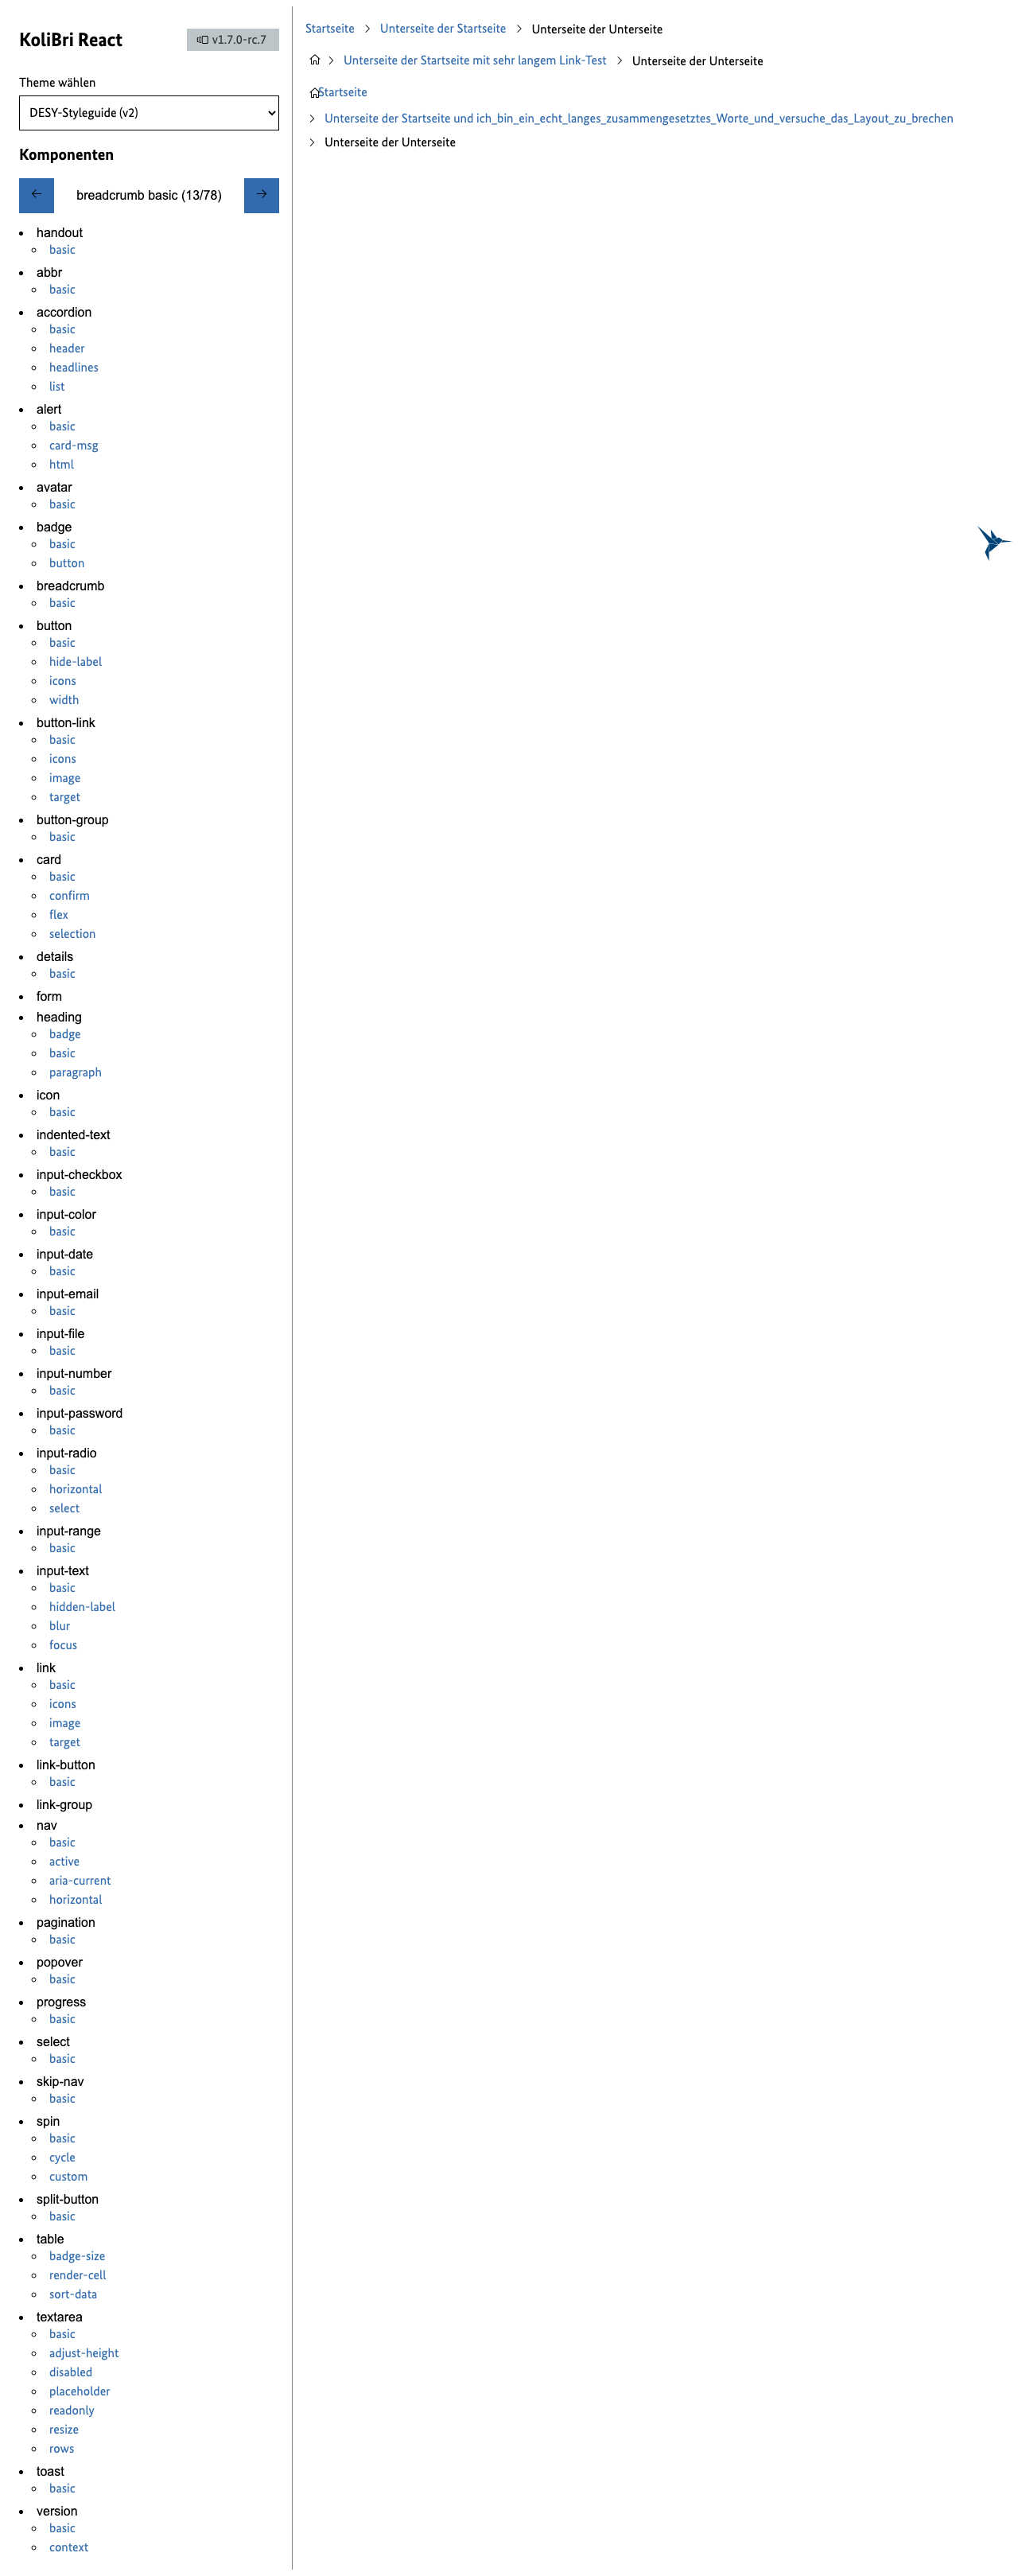 KoliBri React
v1.7.0-rc.7
Theme wählen
DESY-Styleguide (v2)
Komponenten
← breadcrumb basic (13/78) →
handout
basic
abbr
basic
accordion
basic
header
headlines
list
alert
basic
card-msg
html
avatar
basic
badge
basic
button
breadcrumb
basic
button
basic
hide-label
icons
width
button-link
basic
icons
image
target
button-group
basic
card
basic
confirm
flex
selection
details
basic
form
heading
badge
basic
paragraph
icon
basic
indented-text
basic
input-checkbox
basic
input-color
basic
input-date
basic
input-email
basic
input-file
basic
input-number
basic
input-password
basic
input-radio
basic
horizontal
select
input-range
basic
input-text
basic
hidden-label
blur
focus
link
basic
icons
image
target
link-button
basic
link-group
nav
basic
active
aria-current
horizontal
pagination
basic
popover
basic
progress
basic
select
basic
skip-nav
basic
spin
basic
cycle
custom
split-button
basic
table
badge-size
render-cell
sort-data
textarea
basic
adjust-height
disabled
placeholder
readonly
resize
rows
toast
basic
version
basic
context
Startseite > Unterseite der Startseite > Unterseite der Unterseite
> Unterseite der Startseite mit sehr langem Link-Test > Unterseite der Unterseite
Startseite
> Unterseite der Startseite und ich_bin_ein_echt_langes_zusammengesetztes_Worte_und_versuche_das_Layout_zu_brechen
> Unterseite der Unterseite